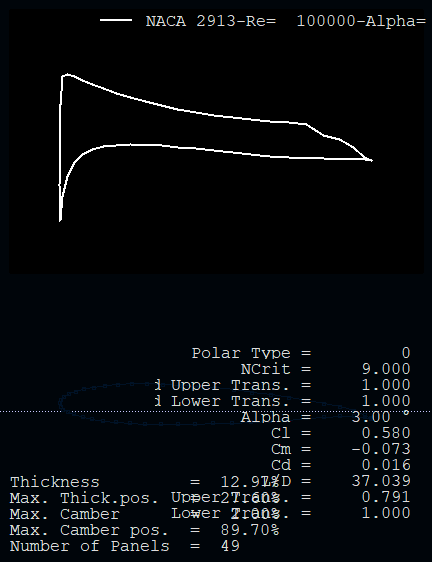 NACA 2913-Re=  100000-Alpha=
Polar Type =          0
NCrit =      9.000
Upper Trans. =      1.000
Lower Trans. =      1.000
Alpha =     3.00 °
Cl =      0.580
Cm =     -0.073
Cd =      0.016
L/D =     37.039
Thickness         =  12.97%
Max. Thick.pos.   =  27.60%
Upper Trans. =      0.791
Max. Camber       =  2.00%
Lower Trans. =      1.000
Max. Camber pos.  =  89.70%
Number of Panels  =  49